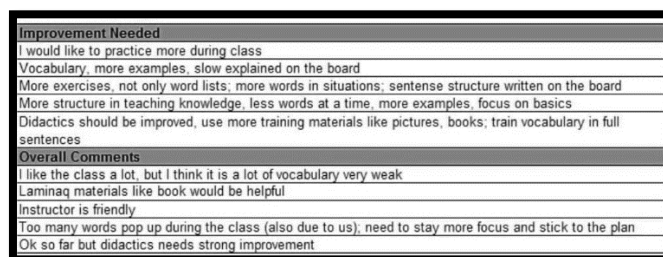 Improvement Needed
I would like to practice more during class
Vocabulary, more examples, slow explained on the board
More exercises, not only word lists; more words in situations; sentense structure written on the board
More structure in teaching knowledge, less words at a time, more examples, focus on basics
Didactics should be improved, use more training materials like pictures, books; train vocabulary in full
sentences
Overall Comments
I like the class a lot, but I think it is a lot of vocabulary very weak
Laminaq materials like book would be helpful
Instructor is friendly
Too many words pop up during the class (also due to us); need to stay more focus and stick to the plan
Ok so far but didactics needs strong improvement